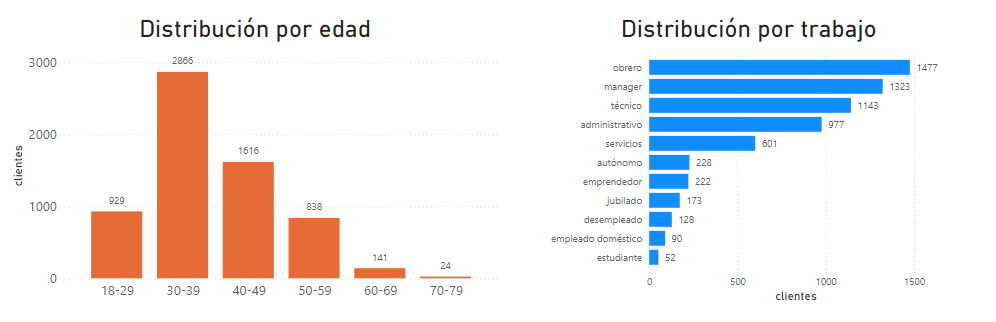 Distribución por edad
3000
2000
1000
0
clientes
929
2866
1616
838
141
24
18-29 30-39 40-49 50-59 60-69 70-79
Distribución por trabajo
obrero 1477
manager 1323
técnico 1143
administrativo 977
servicios 601
autónomo 228
emprendedor 222
jubilado 173
desempleado 128
empleado doméstico 90
estudiante 52
0 500 1000 1500
clientes